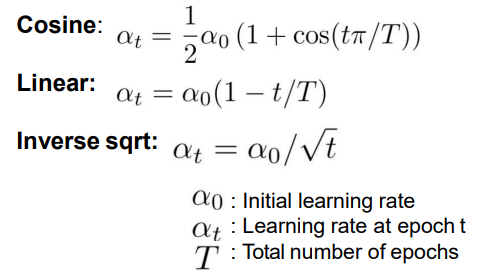 Cosine: αt = 1/2 α0 (1 + cos(tπ/T))
Linear: αt = α0(1 − t/T)
Inverse sqrt: αt = α0/√t
α0 : Initial learning rate
αt : Learning rate at epoch t
T : Total number of epochs